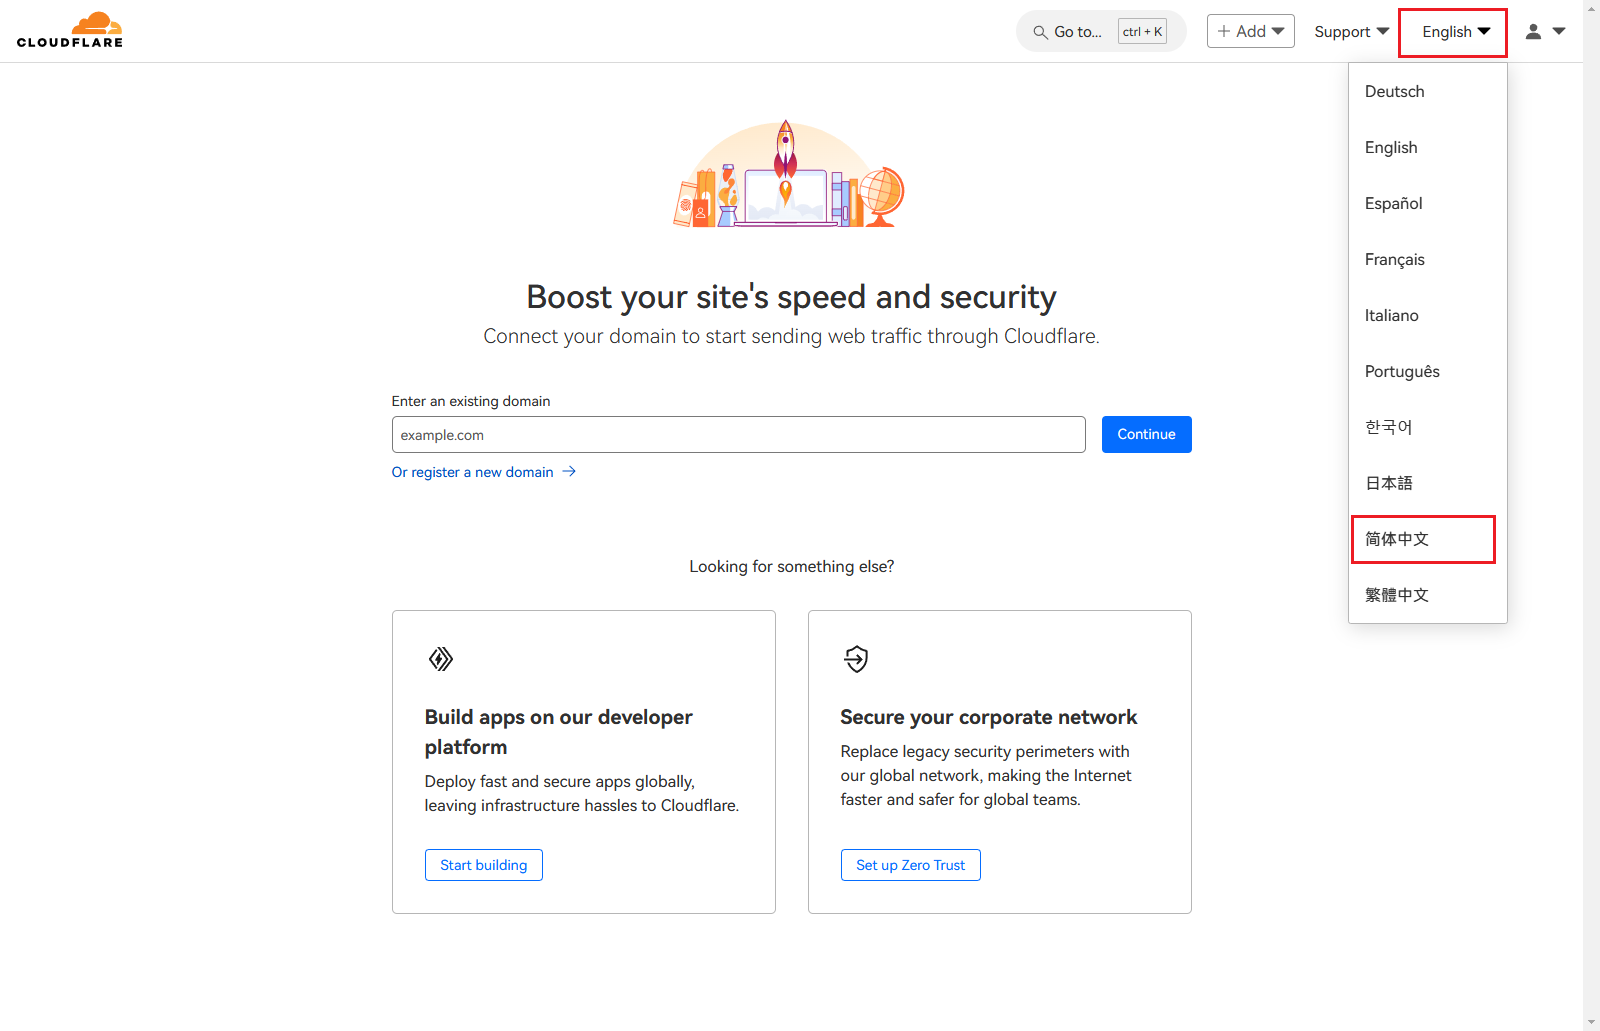 CLOUDFLARE
Go to...
ctrl + K
Add
Support
English
Deutsch
English
Español
Français
Italiano
Português
한국어
日本語
简体中文
繁體中文
Boost your site's speed and security
Connect your domain to start sending web traffic through Cloudflare.
Enter an existing domain
example.com
Continue
Or register a new domain
Looking for something else?
Build apps on our developer
platform
Deploy fast and secure apps globally,
leaving infrastructure hassles to Cloudflare.
Start building
Secure your corporate network
Replace legacy security perimeters with
our global network, making the Internet
faster and safer for global teams.
Set up Zero Trust